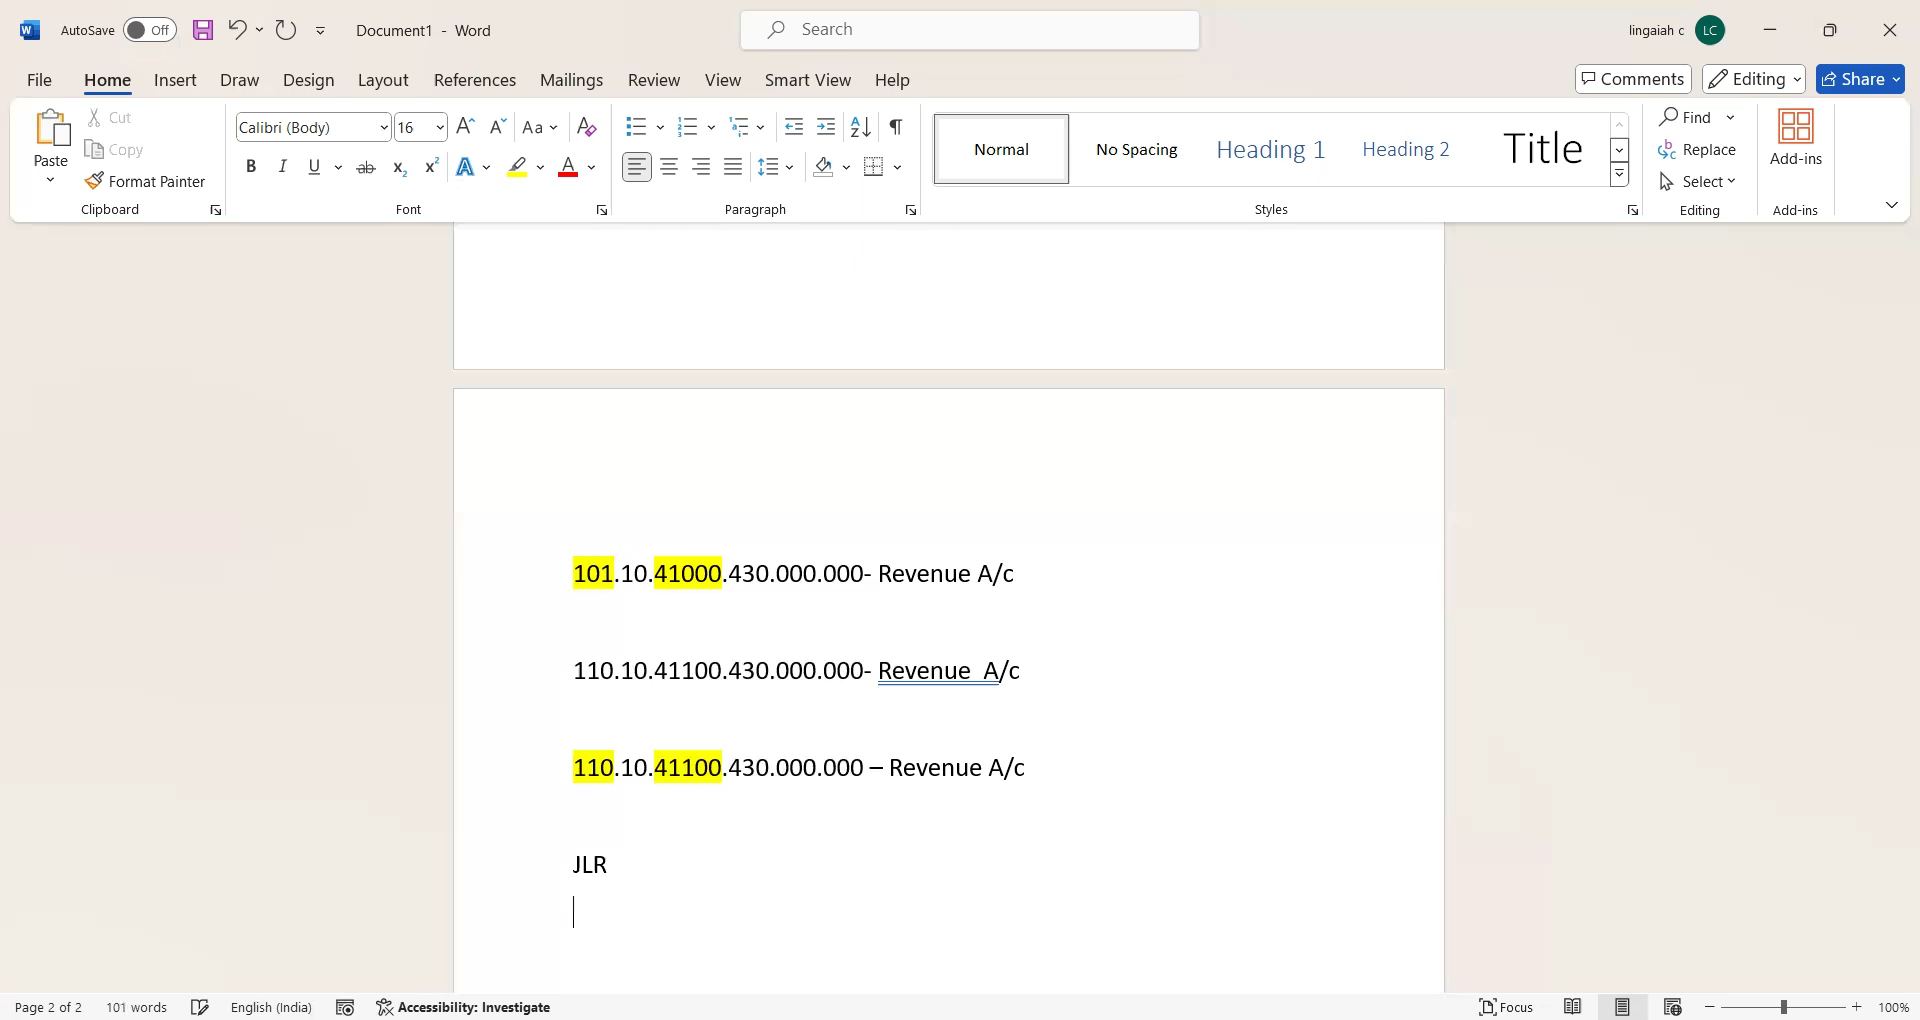 AutoSave Off Document1 - Word Search lingaiah c LC
File Home Insert Draw Design Layout References Mailings Review View Smart View Help Comments Editing Share
Paste Cut Copy Format Painter
Calibri (Body) 16 Aa
B I U ab x₂ x² A A
Normal No Spacing Heading 1 Heading 2 Title
Find Replace Select Add-ins
Clipboard Font Paragraph Styles Editing Add-ins
101.10.41000.430.000.000- Revenue A/c
110.10.41100.430.000.000- Revenue  A/c
110.10.41100.430.000.000 – Revenue A/c
JLR
Page 2 of 2 101 words English (India) Accessibility: Investigate Focus 100%